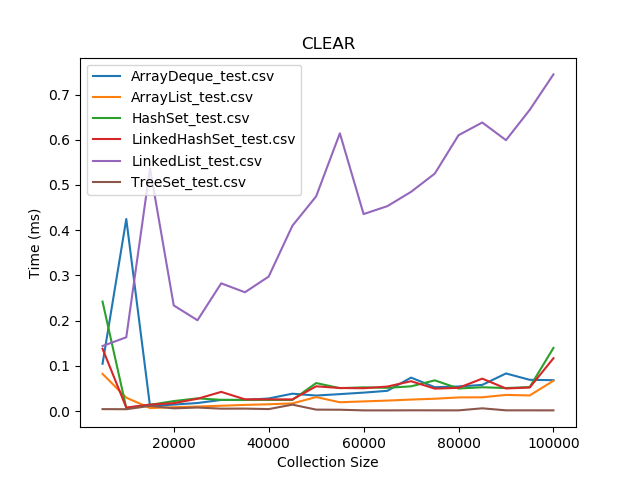 CLEAR
ArrayDeque_test.csv
ArrayList_test.csv
HashSet_test.csv
LinkedHashSet_test.csv
LinkedList_test.csv
TreeSet_test.csv
Time (ms)
0.7
0.6
0.5
0.4
0.3
0.2
0.1
0.0
20000 40000 60000 80000 100000
Collection Size